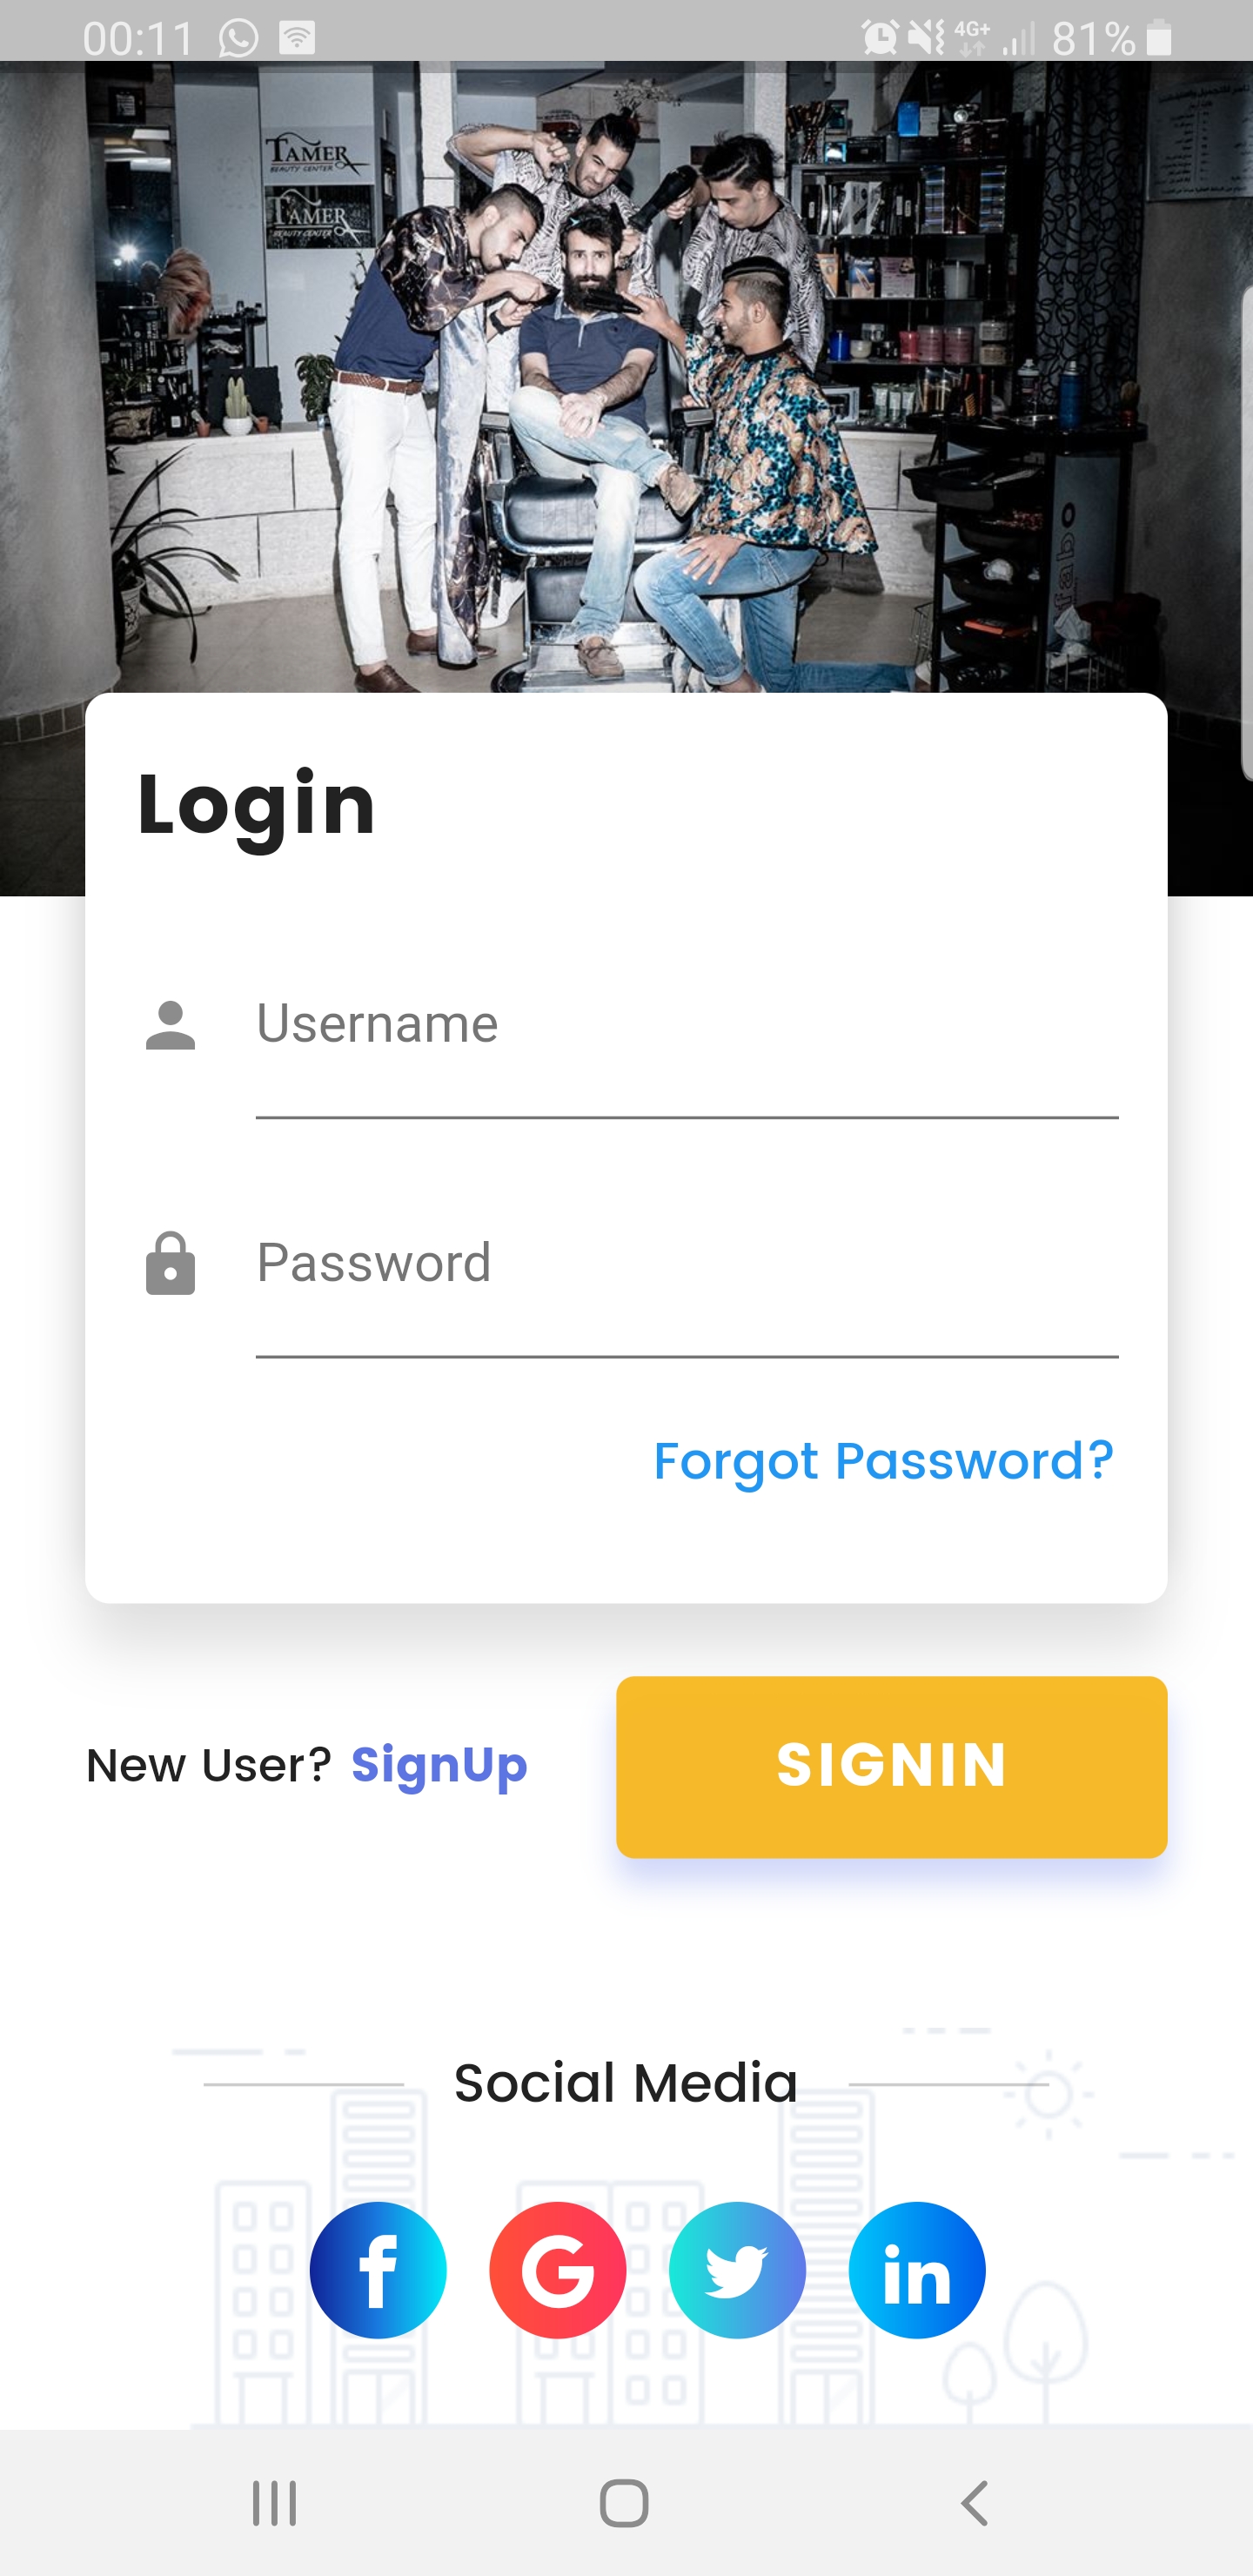 00:11
4G+
81%
TAMER
BEAUTY CENTER
TAMER
BEAUTY CENTER
fabo
Login
Username
Password
Forgot Password?
New User? SignUp
SIGNIN
Social Media
f G in